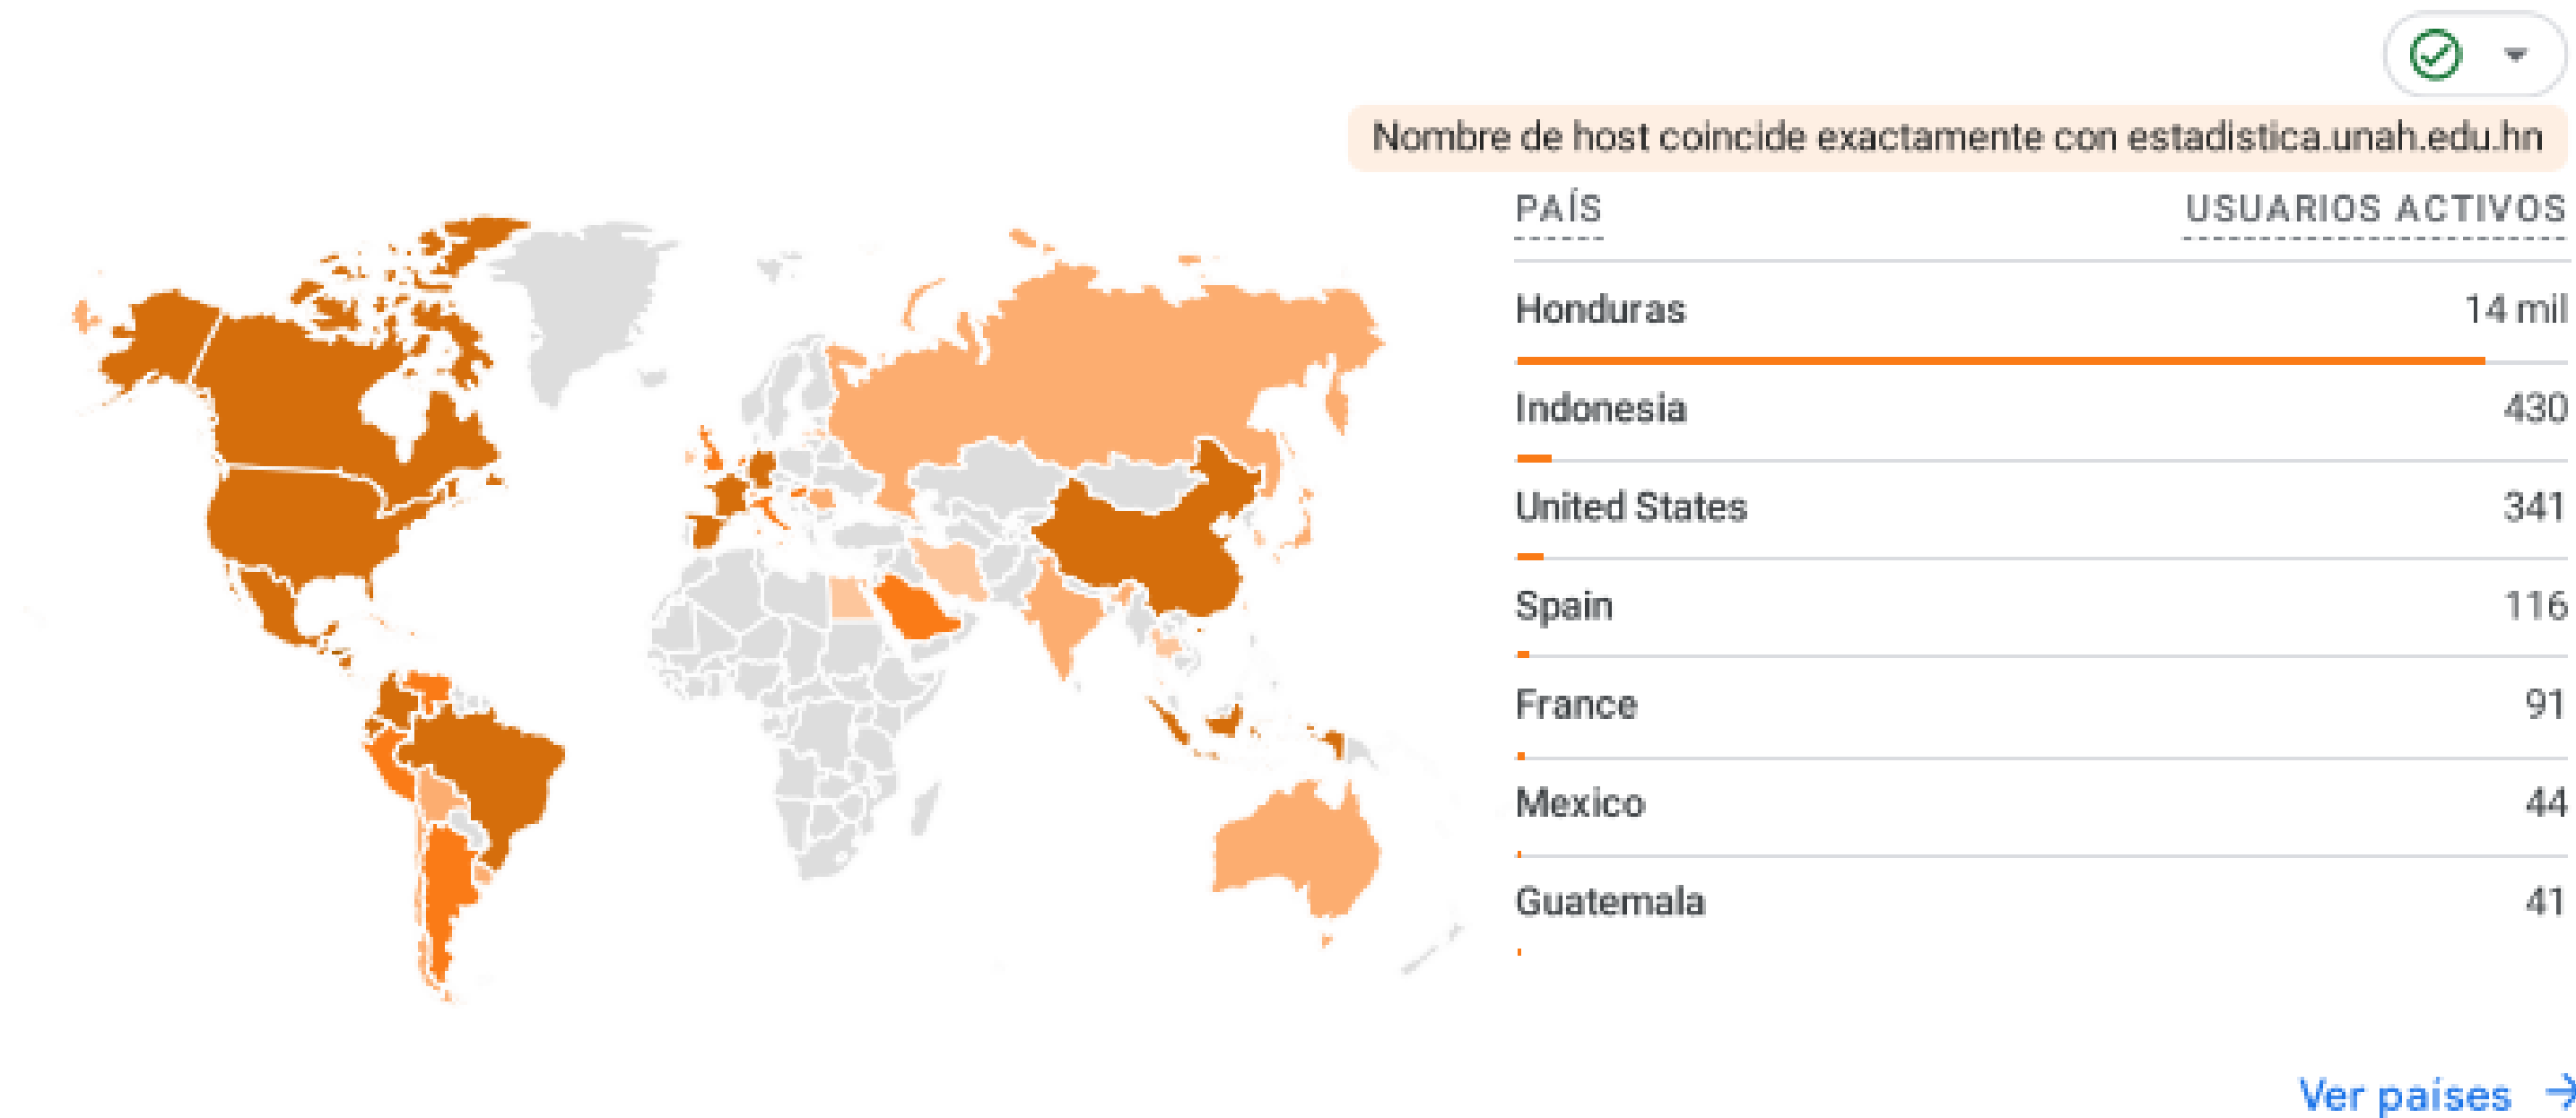 Nombre de host coincide exactamente con estadistica.unah.edu.hn
PAÍS USUARIOS ACTIVOS
Honduras 14 mil
Indonesia 430
United States 341
Spain 116
France 91
Mexico 44
Guatemala 41
Ver países